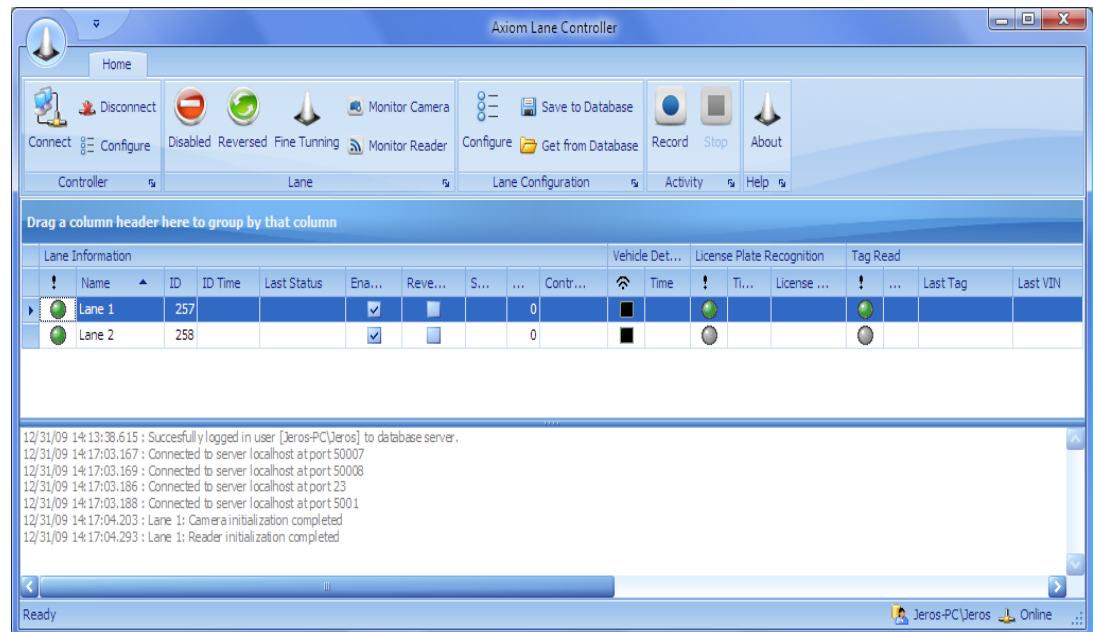 Axiom Lane Controller
Home
Connect
Disconnect
Configure
Controller
Disabled
Reversed
Fine Tunning
Monitor Camera
Monitor Reader
Lane
Configure
Save to Database
Get from Database
Lane Configuration
Record
Stop
Activity
About
Help
Drag a column header here to group by that column
Lane Information Vehicle Det... License Plate Recognition Tag Read
! Name ID ID Time Last Status Ena... Reve... S... ... Contr... Time ! Ti... License ... ! ... Last Tag Last VIN
Lane 1 257 0
Lane 2 258 0
12/31/09 14:13:38.615 : Succesfully logged in user [Jeros-PC\Jeros] to database server.
12/31/09 14:17:03.167 : Connected to server localhost at port 50007
12/31/09 14:17:03.169 : Connected to server localhost at port 50008
12/31/09 14:17:03.186 : Connected to server localhost at port 23
12/31/09 14:17:03.188 : Connected to server localhost at port 5001
12/31/09 14:17:04.203 : Lane 1: Camera initialization completed
12/31/09 14:17:04.293 : Lane 1: Reader initialization completed
Ready Jeros-PC\Jeros Online